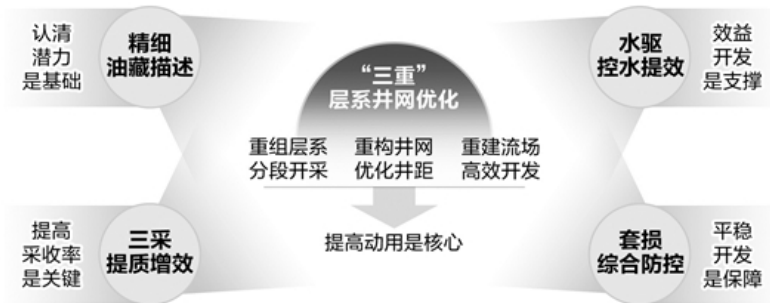 认清
潜力
是基础
精细
油藏描述
“三重”
层系井网优化
重组层系
分段开采
重构井网
优化井距
重建流场
高效开发
提高动用是核心
水驱
控水提效
效益
开发
是支撑
提高
采收率
是关键
三采
提质增效
套损
综合防控
平稳
开发
是保障